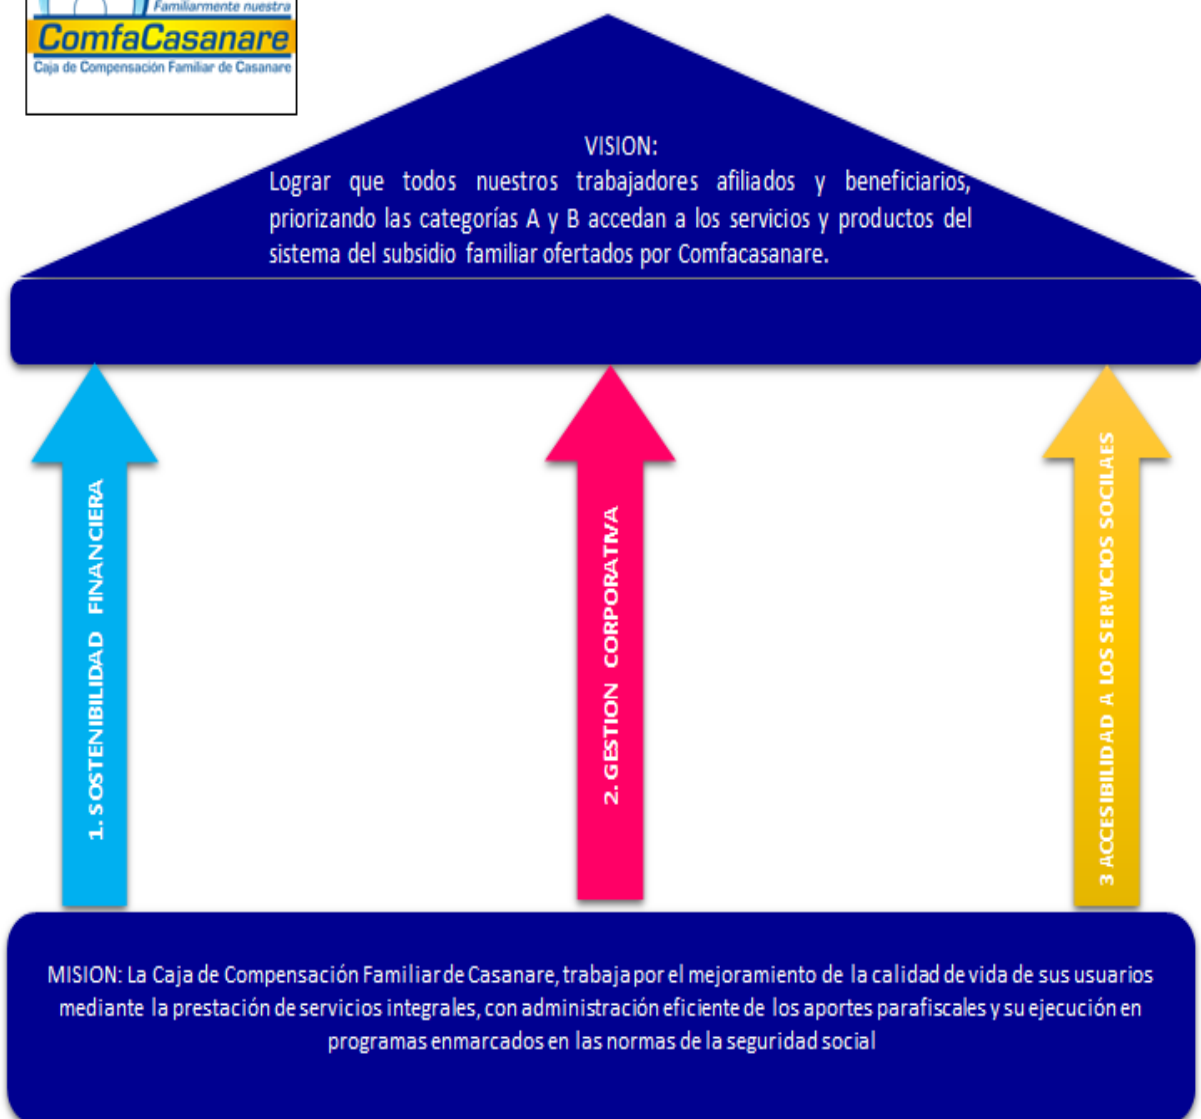 Familiarmente nuestra
ComfaCasanare
Caja de Compensación Familiar de Casanare
VISION:
Lograr que todos nuestros trabajadores afiliados y beneficiarios,
priorizando las categorías A y B accedan a los servicios y productos del
sistema del subsidio familiar ofertados por Comfacasanare.
1. SOSTENIBILIDAD FINANCIERA
2. GESTION CORPORATIVA
3 ACCESIBILIDAD A LOS SERVICIOS SOCILAES
MISION: La Caja de Compensación Familiar de Casanare, trabaja por el mejoramiento de la calidad de vida de sus usuarios
mediante la prestación de servicios integrales, con administración eficiente de los aportes parafiscales y su ejecución en
programas enmarcados en las normas de la seguridad social